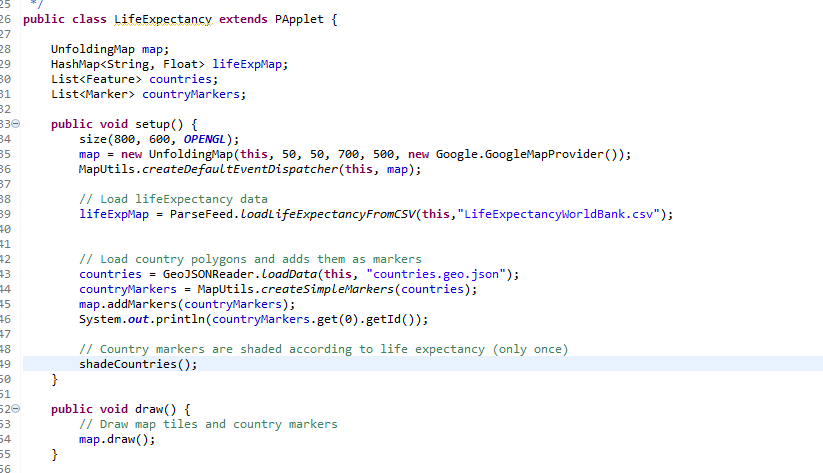 25 */
26 public class LifeExpectancy extends PApplet {
27
28 UnfoldingMap map;
29 HashMap<String, Float> lifeExpMap;
30 List<Feature> countries;
31 List<Marker> countryMarkers;
32
33 public void setup() {
34 size(800, 600, OPENGL);
35 map = new UnfoldingMap(this, 50, 50, 700, 500, new Google.GoogleMapProvider());
36 MapUtils.createDefaultEventDispatcher(this, map);
37
38 // Load lifeExpectancy data
39 lifeExpMap = ParseFeed.loadLifeExpectancyFromCSV(this,"LifeExpectancyWorldBank.csv");
40
41
42 // Load country polygons and adds them as markers
43 countries = GeoJSONReader.loadData(this, "countries.geo.json");
44 countryMarkers = MapUtils.createSimpleMarkers(countries);
45 map.addMarkers(countryMarkers);
46 System.out.println(countryMarkers.get(0).getId());
47
48 // Country markers are shaded according to life expectancy (only once)
49 shadeCountries();
50 }
51
52 public void draw() {
53 // Draw map tiles and country markers
54 map.draw();
55 }
56